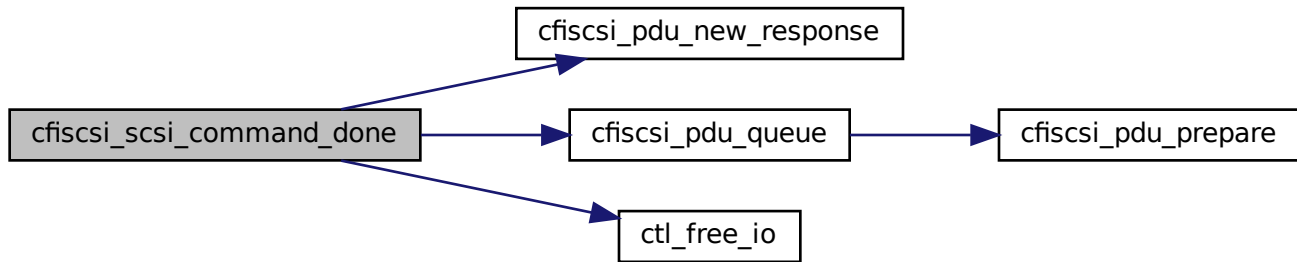 cfiscsi_pdu_new_response
cfiscsi_scsi_command_done
cfiscsi_pdu_queue
cfiscsi_pdu_prepare
ctl_free_io